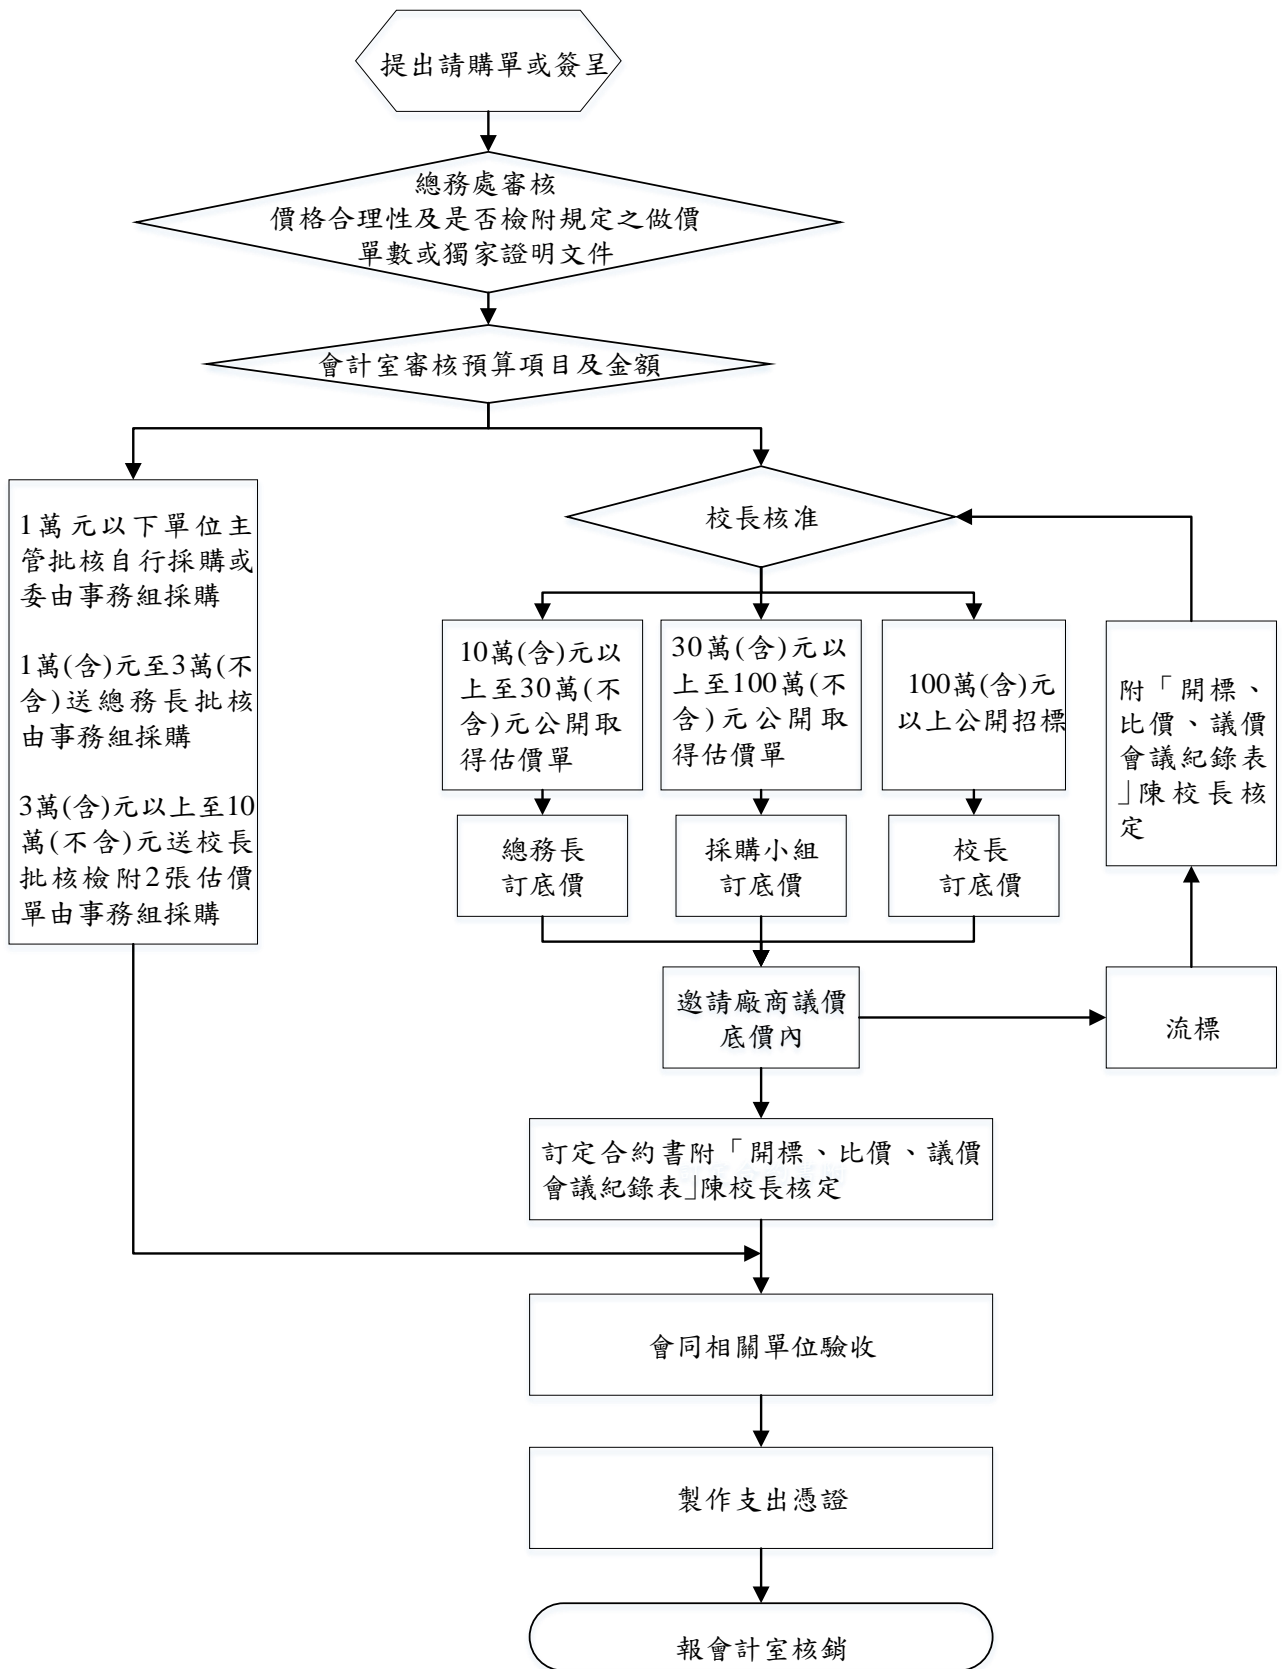 提出請購單或簽呈
總務處審核
價格合理性及是否檢附規定之做價
單數或獨家證明文件
會計室審核預算項目及金額
1萬元以下單位主
管批核自行採購或
委由事務組採購
1萬(含)元至3萬(不
含)送總務長批核
由事務組採購
3萬(含)元以上至10
萬(不含)元送校長
批核檢附2張估價
單由事務組採購
校長核准
10萬(含)元以
上至30萬(不
含)元公開取
得估價單
30萬(含)元以
上至100萬(不
含)元公開取
得估價單
100萬(含)元
以上公開招標
附「開標、
比價、議價
會議紀錄表
」陳校長核
定
總務長
訂底價
採購小組
訂底價
校長
訂底價
邀請廠商議價
底價內
流標
訂定合約書附「開標、比價、議價
會議紀錄表」陳校長核定
會同相關單位驗收
製作支出憑證
報會計室核銷